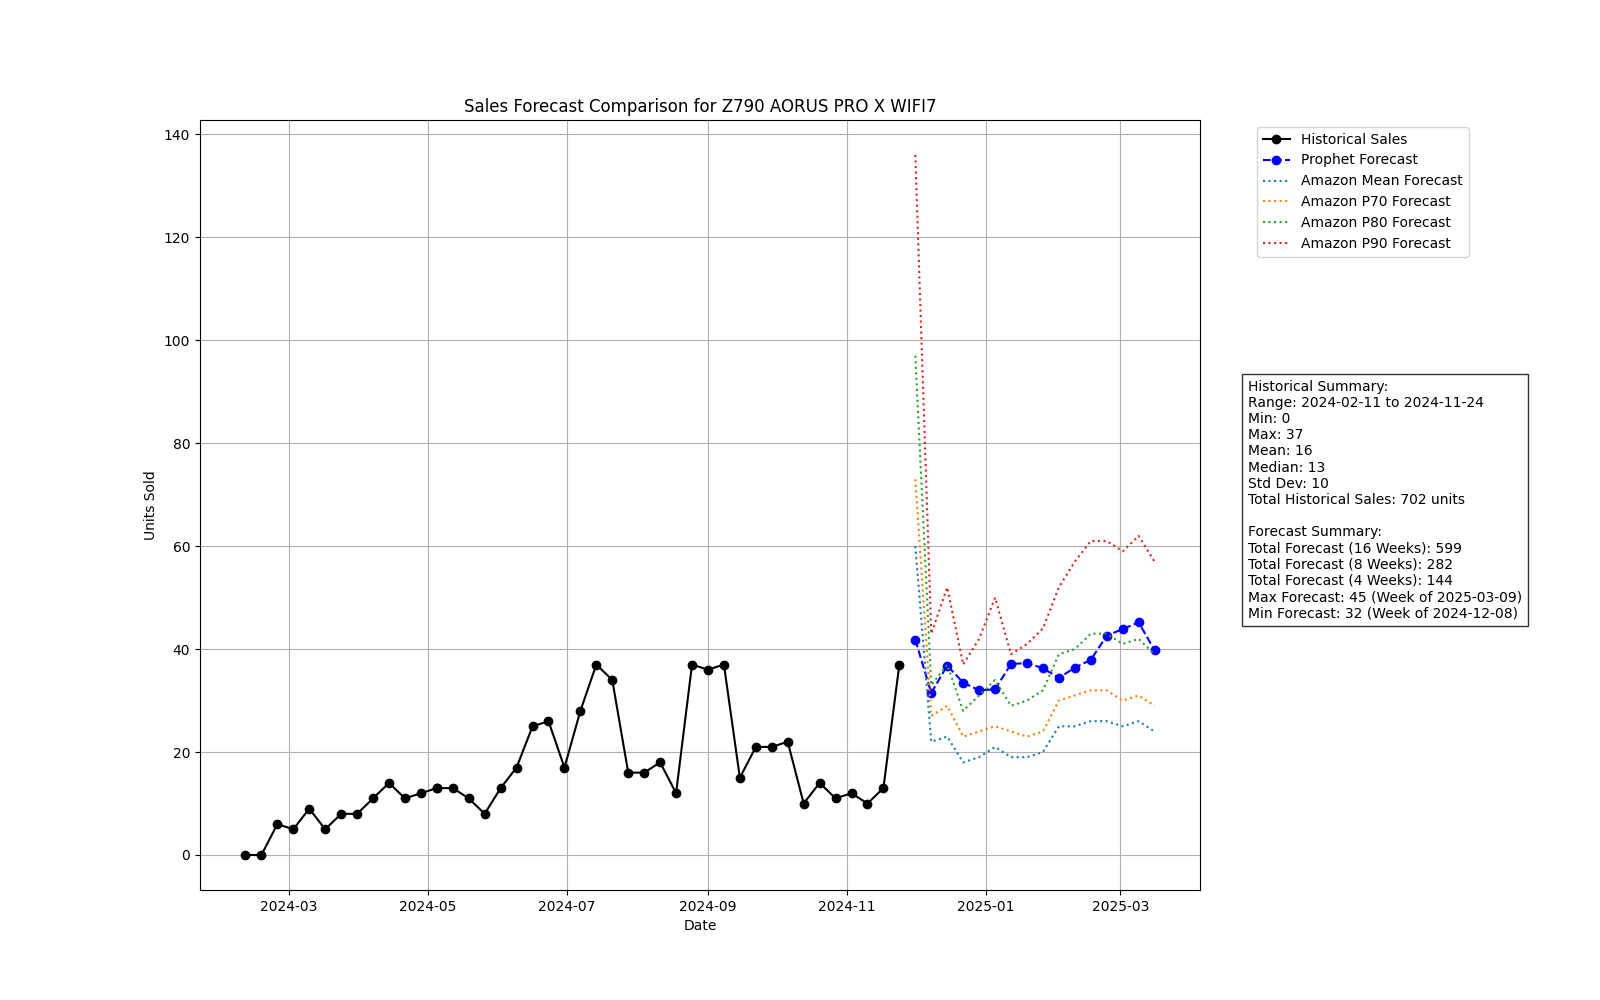 Sales Forecast Comparison for Z790 AORUS PRO X WIFI7
140
120
100
80
60
40
20
0
Units Sold
2024-03
2024-05
2024-07
2024-09
2024-11
2025-01
2025-03
Date
Historical Sales
Prophet Forecast
Amazon Mean Forecast
Amazon P70 Forecast
Amazon P80 Forecast
Amazon P90 Forecast
Historical Summary:
Range: 2024-02-11 to 2024-11-24
Min: 0
Max: 37
Mean: 16
Median: 13
Std Dev: 10
Total Historical Sales: 702 units
Forecast Summary:
Total Forecast (16 Weeks): 599
Total Forecast (8 Weeks): 282
Total Forecast (4 Weeks): 144
Max Forecast: 45 (Week of 2025-03-09)
Min Forecast: 32 (Week of 2024-12-08)